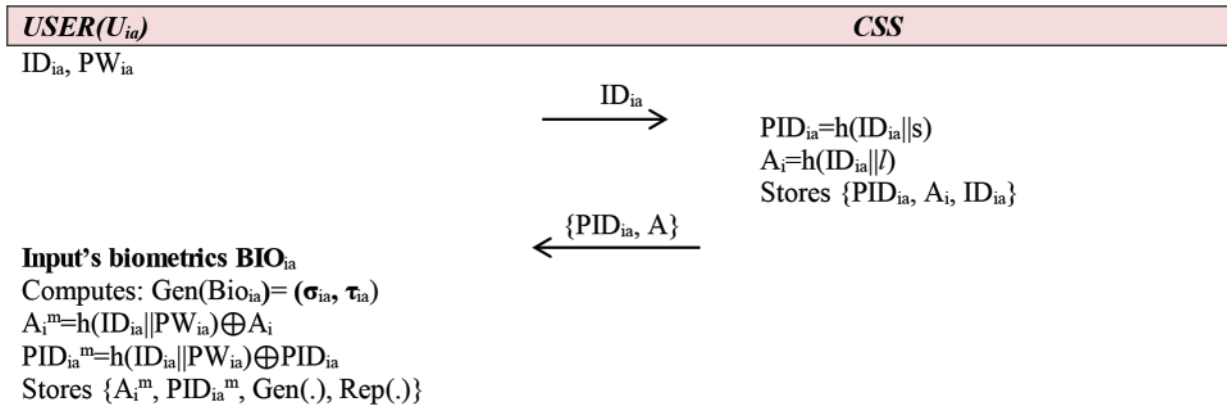 USER(Uᵢₐ) CSS
IDᵢₐ, PWᵢₐ
IDᵢₐ
PIDᵢₐ=h(IDᵢₐ||s)
Aᵢ=h(IDᵢₐ||l)
Stores {PIDᵢₐ, Aᵢ, IDᵢₐ}
{PIDᵢₐ, A}
Input’s biometrics BIOᵢₐ
Computes: Gen(Bioᵢₐ)= (σᵢₐ, τᵢₐ)
Aᵢᵐ=h(IDᵢₐ||PWᵢₐ)⊕Aᵢ
PIDᵢₐᵐ=h(IDᵢₐ||PWᵢₐ)⊕PIDᵢₐ
Stores {Aᵢᵐ, PIDᵢₐᵐ, Gen(.), Rep(.)}